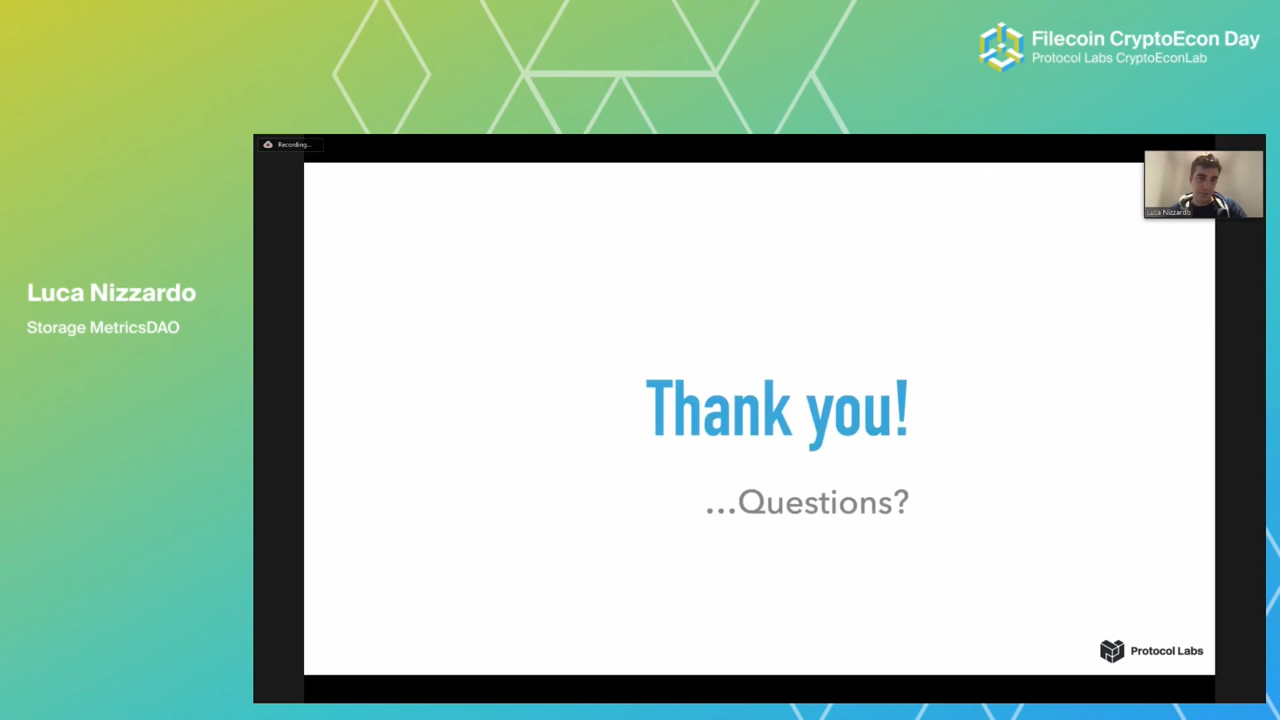 Filecoin CryptoEcon Day
Protocol Labs CryptoEconLab
Recording...
Luca Nizzardo
Luca Nizzardo
Storage MetricsDAO
Thank you!
...Questions?
Protocol Labs